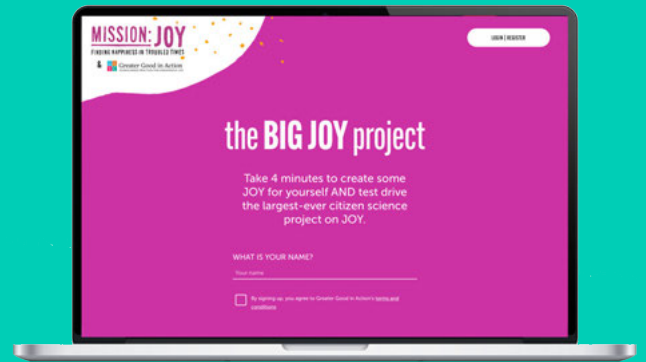 MISSION: JOY
FINDING HAPPINESS IN TROUBLED TIMES
& Greater Good in Action
LOGIN | REGISTER
the BIG JOY project
Take 4 minutes to create some
JOY for yourself AND test drive
the largest-ever citizen science
project on JOY.
WHAT IS YOUR NAME?
Your name
By signing up, you agree to Greater Good in Action's terms and
conditions